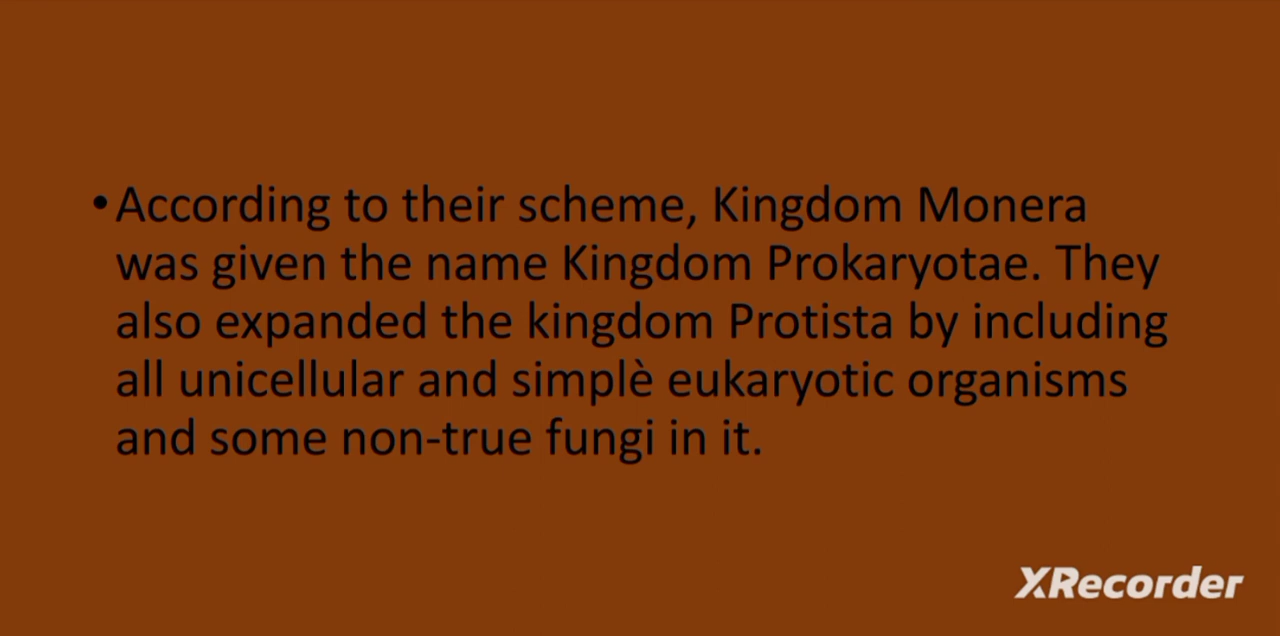 • According to their scheme, Kingdom Monera
was given the name Kingdom Prokaryotae. They
also expanded the kingdom Protista by including
all unicellular and simplè eukaryotic organisms
and some non-true fungi in it.
XRecorder